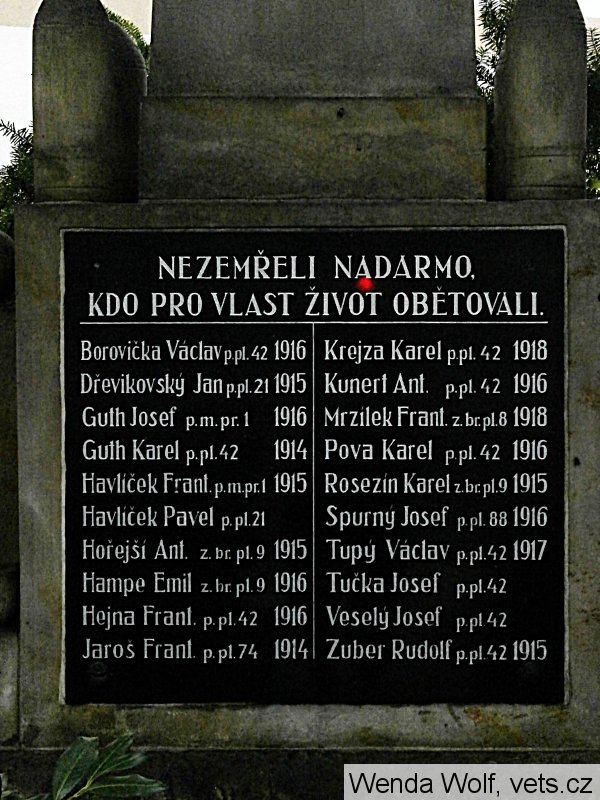 NEZEMŘELI NADARMO,
KDO PRO VLAST ŽIVOT OBĚTOVALI.
Borovička Václav p.pl. 42 1916
Dřevikovský Jan p.pl. 21 1915
Guth Josef p.m.pr. 1 1916
Guth Karel p.pl. 42 1914
Havlíček Frant. p.m.pr. 1 1915
Havlíček Pavel p.pl. 21
Hořejší Ant. z.br.pl. 9 1915
Hampe Emil z.br.pl. 9 1916
Hejna Frant. p.pl. 42 1916
Jaroš Frant. p.pl. 74 1914
Krejza Karel p.pl. 42 1918
Kunert Ant. p.pl. 42 1916
Mrzílek Frant. z.br.pl. 8 1918
Pova Karel p.pl. 42 1916
Rosezín Karel z.br.pl. 9 1915
Spurný Josef p.pl. 88 1916
Tupý Václav p.pl. 42 1917
Tučka Josef p.pl. 42
Veselý Josef p.pl. 42
Zuber Rudolf p.pl. 42 1915
Wenda Wolf, vets.cz